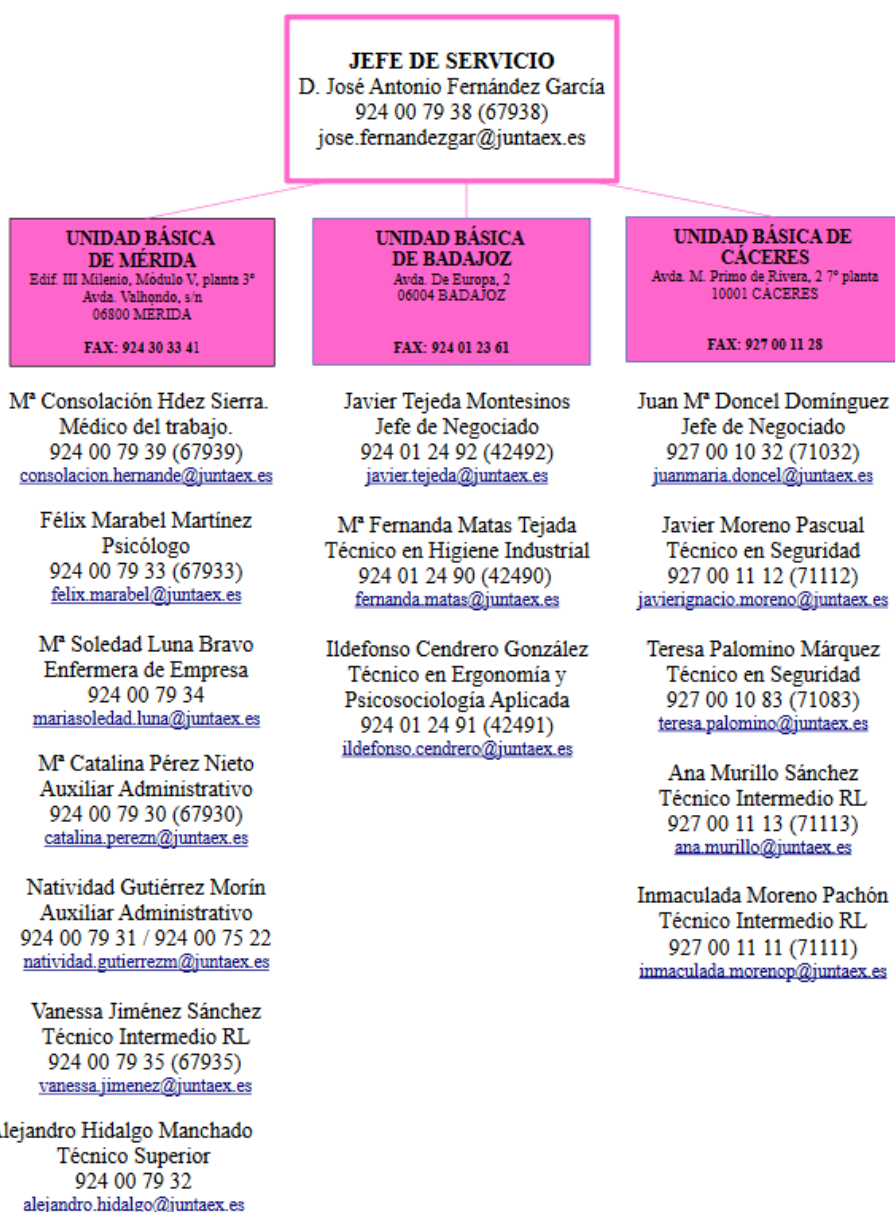 JEFE DE SERVICIO
D. José Antonio Fernández García
924 00 79 38 (67938)
jose.fernandezgar@juntaex.es
UNIDAD BÁSICA
DE MÉRIDA
Edif. III Milenio, Módulo V, planta 3ª
Avda. Valhondo, s/n
06800 MÉRIDA
FAX: 924 30 33 41
Mª Consolación Hdez Sierra.
Médico del trabajo.
924 00 79 39 (67939)
consolacion.hernande@juntaex.es
Félix Marabel Martínez
Psicólogo
924 00 79 33 (67933)
felix.marabel@juntaex.es
Mª Soledad Luna Bravo
Enfermera de Empresa
924 00 79 34
mariasoledad.luna@juntaex.es
Mª Catalina Pérez Nieto
Auxiliar Administrativo
924 00 79 30 (67930)
catalina.perezn@juntaex.es
Natividad Gutiérrez Morín
Auxiliar Administrativo
924 00 79 31 / 924 00 75 22
natividad.gutierrezm@juntaex.es
Vanessa Jiménez Sánchez
Técnico Intermedio RL
924 00 79 35 (67935)
vanessa.jimenez@juntaex.es
Alejandro Hidalgo Manchado
Técnico Superior
924 00 79 32
alejandro.hidalgo@juntaex.es
UNIDAD BÁSICA
DE BADAJOZ
Avda. De Europa, 2
06004 BADAJOZ
FAX: 924 01 23 61
Javier Tejeda Montesinos
Jefe de Negociado
924 01 24 92 (42492)
javier.tejeda@juntaex.es
Mª Fernanda Matas Tejada
Técnico en Higiene Industrial
924 01 24 90 (42490)
fernanda.matas@juntaex.es
Ildefonso Cendrero González
Técnico en Ergonomía y
Psicosociología Aplicada
924 01 24 91 (42491)
ildefonso.cendrero@juntaex.es
UNIDAD BÁSICA DE
CÁCERES
Avda. M. Primo de Rivera, 2 7º planta
10001 CÁCERES
FAX: 927 00 11 28
Juan Mª Doncel Domínguez
Jefe de Negociado
927 00 10 32 (71032)
juanmaria.doncel@juntaex.es
Javier Moreno Pascual
Técnico en Seguridad
927 00 11 12 (71112)
javierignacio.moreno@juntaex.es
Teresa Palomino Márquez
Técnico en Seguridad
927 00 10 83 (71083)
teresa.palomino@juntaex.es
Ana Murillo Sánchez
Técnico Intermedio RL
927 00 11 13 (71113)
ana.murillo@juntaex.es
Inmaculada Moreno Pachón
Técnico Intermedio RL
927 00 11 11 (71111)
inmaculada.morenop@juntaex.es